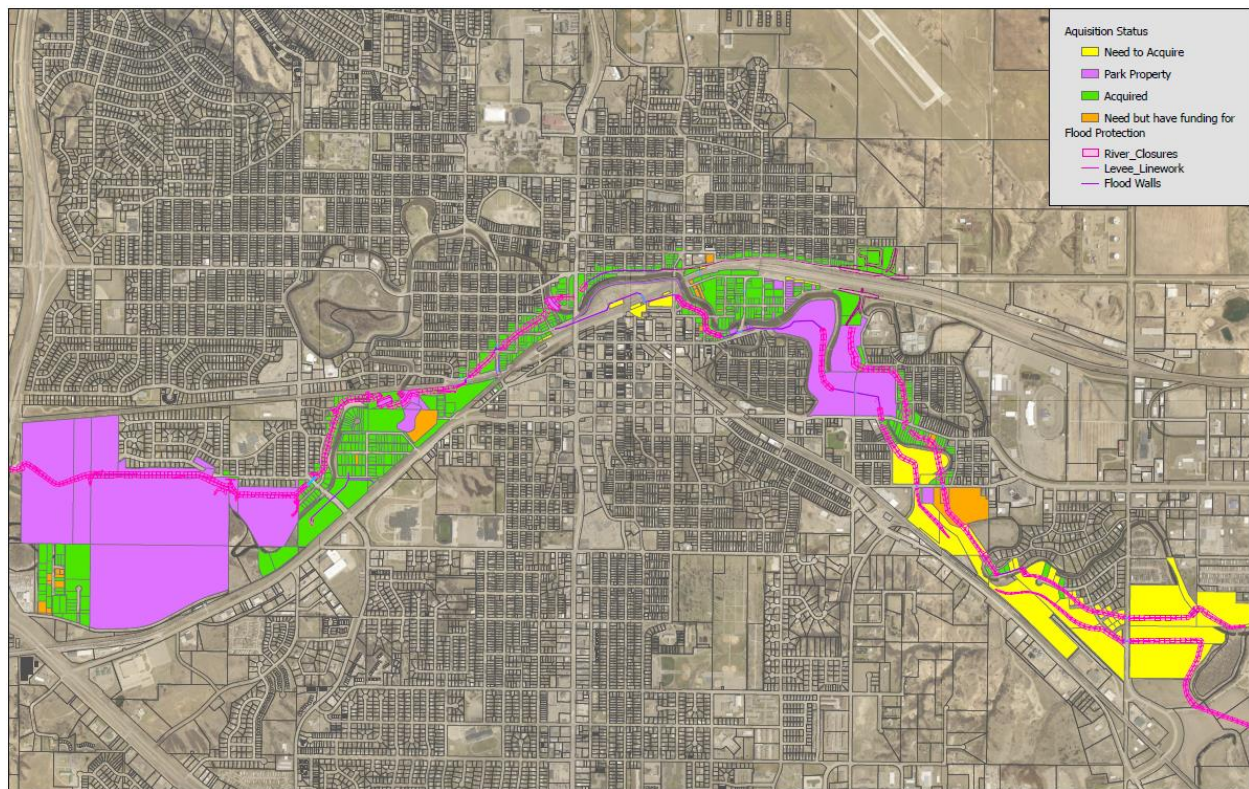 Aquisition Status
Need to Acquire
Park Property
Acquired
Need but have funding for
Flood Protection
River_Closures
Levee_Linework
Flood Walls